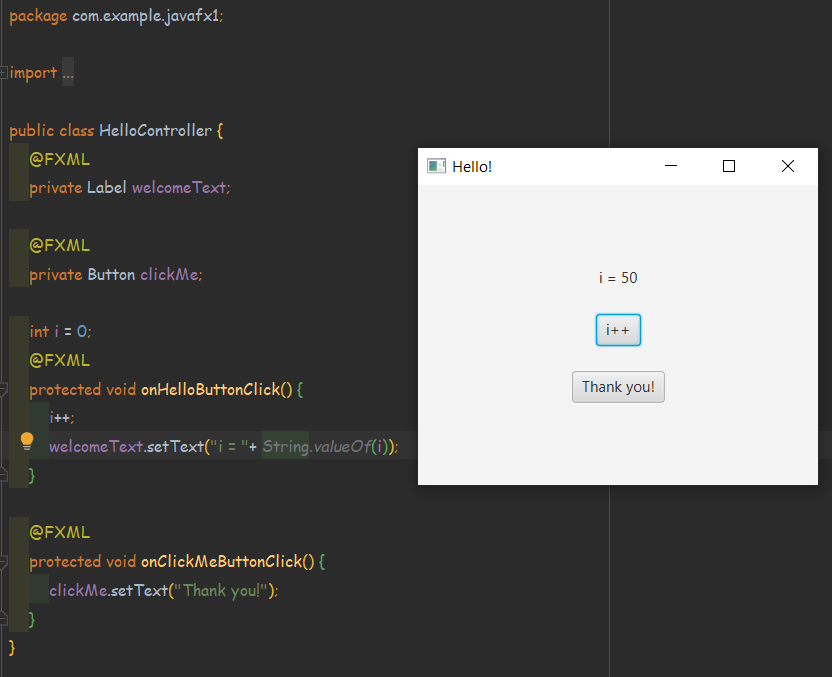 package com.example.javafx1;
import ...
public class HelloController {
@FXML
private Label welcomeText;
@FXML
private Button clickMe;
int i = 0;
@FXML
protected void onHelloButtonClick() {
i++;
welcomeText.setText("i = "+ String.valueOf(i));
}
@FXML
protected void onClickMeButtonClick() {
clickMe.setText("Thank you!");
}
}
Hello!
i = 50
i++
Thank you!